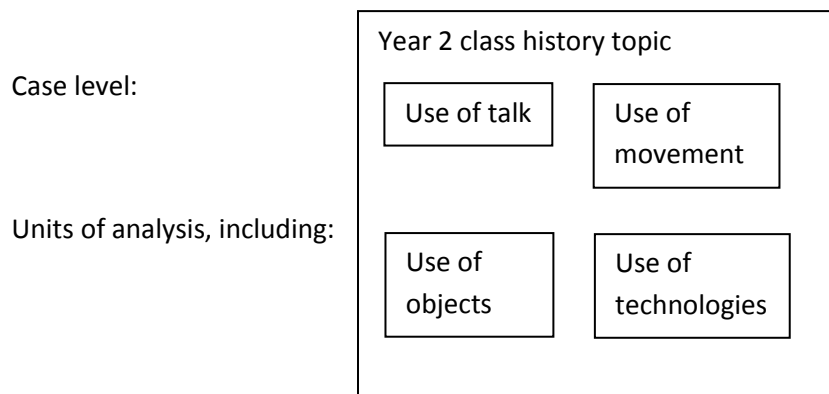 Year 2 class history topic
Case level:
Use of talk
Use of
movement
Units of analysis, including:
Use of
objects
Use of
technologies